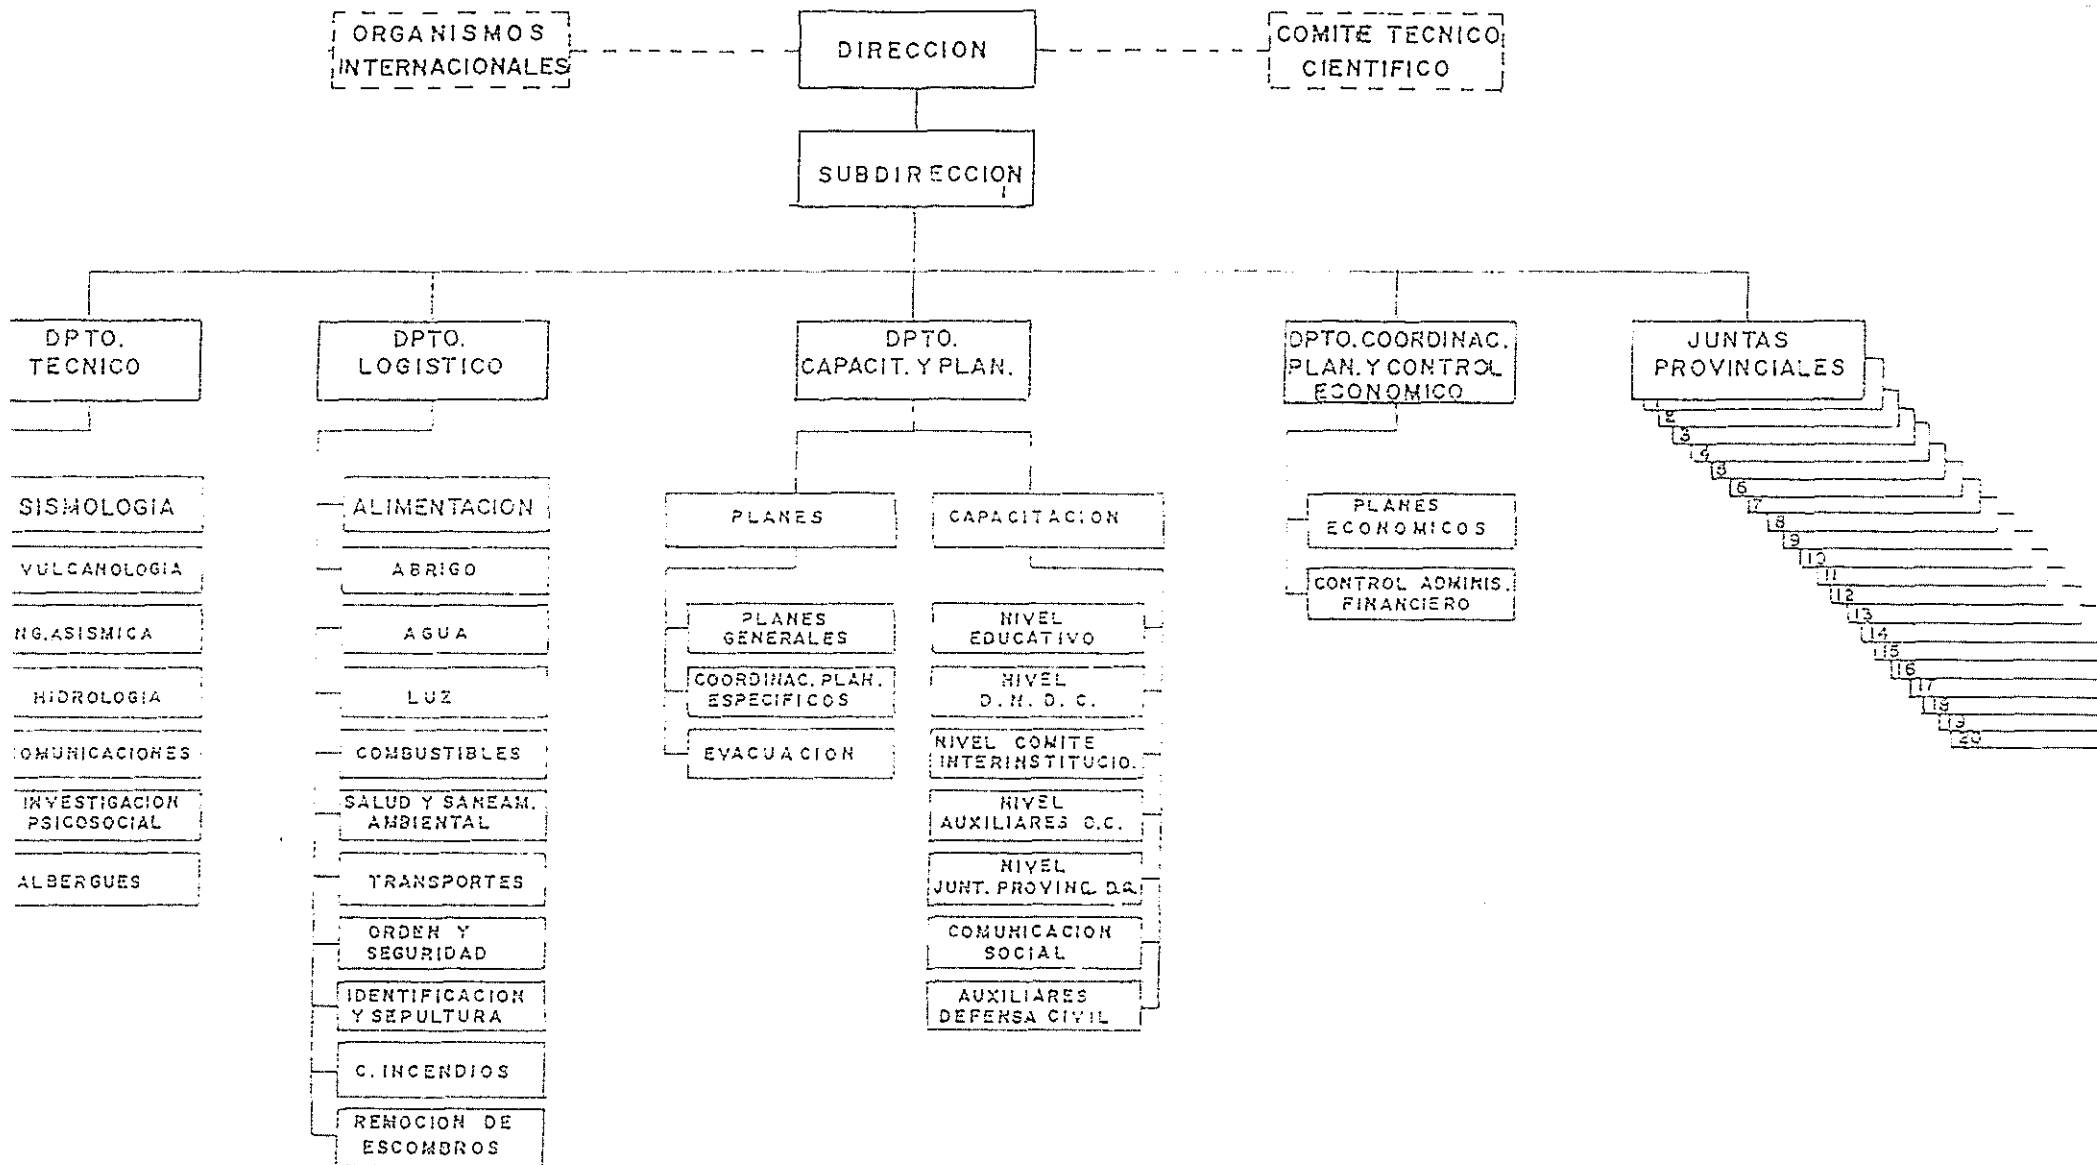 ORGANISMOS
INTERNACIONALES
DIRECCION
COMITE TECNICO
CIENTIFICO
SUBDIRECCION
DPTO.
TECNICO
DPTO.
LOGISTICO
DPTO.
CAPACIT. Y PLAN.
DPTO. COORDINAC.
PLAN. Y CONTROL
ECONOMICO
JUNTAS
PROVINCIALES
2
3
4
5
6
7
8
9
10
11
12
13
14
15
16
17
18
19
20
SISMOLOGIA
VULCANOLOGIA
NG. ASISMICA
HIDROLOGIA
OMUNICACIONES
INVESTIGACION
PSICOSOCIAL
ALBERGUES
ALIMENTACION
ABRIGO
AGUA
LUZ
COMBUSTIBLES
SALUD Y SANEAM.
AMBIENTAL
TRANSPORTES
ORDEN Y
SEGURIDAD
IDENTIFICACION
Y SEPULTURA
C. INCENDIOS
REMOCION DE
ESCOMBROS
PLANES
PLANES
GENERALES
COORDINAC. PLAN.
ESPECIFICOS
EVACUACION
CAPACITACION
NIVEL
EDUCATIVO
NIVEL
D. N. D. C.
NIVEL COMITE
INTERINSTITUCIO.
NIVEL
AUXILIARES D.C.
NIVEL
JUNT. PROVINC. D.C.
COMUNICACION
SOCIAL
AUXILIARES
DEFENSA CIVIL
PLANES
ECONOMICOS
CONTROL ADMINIS.
FINANCIERO